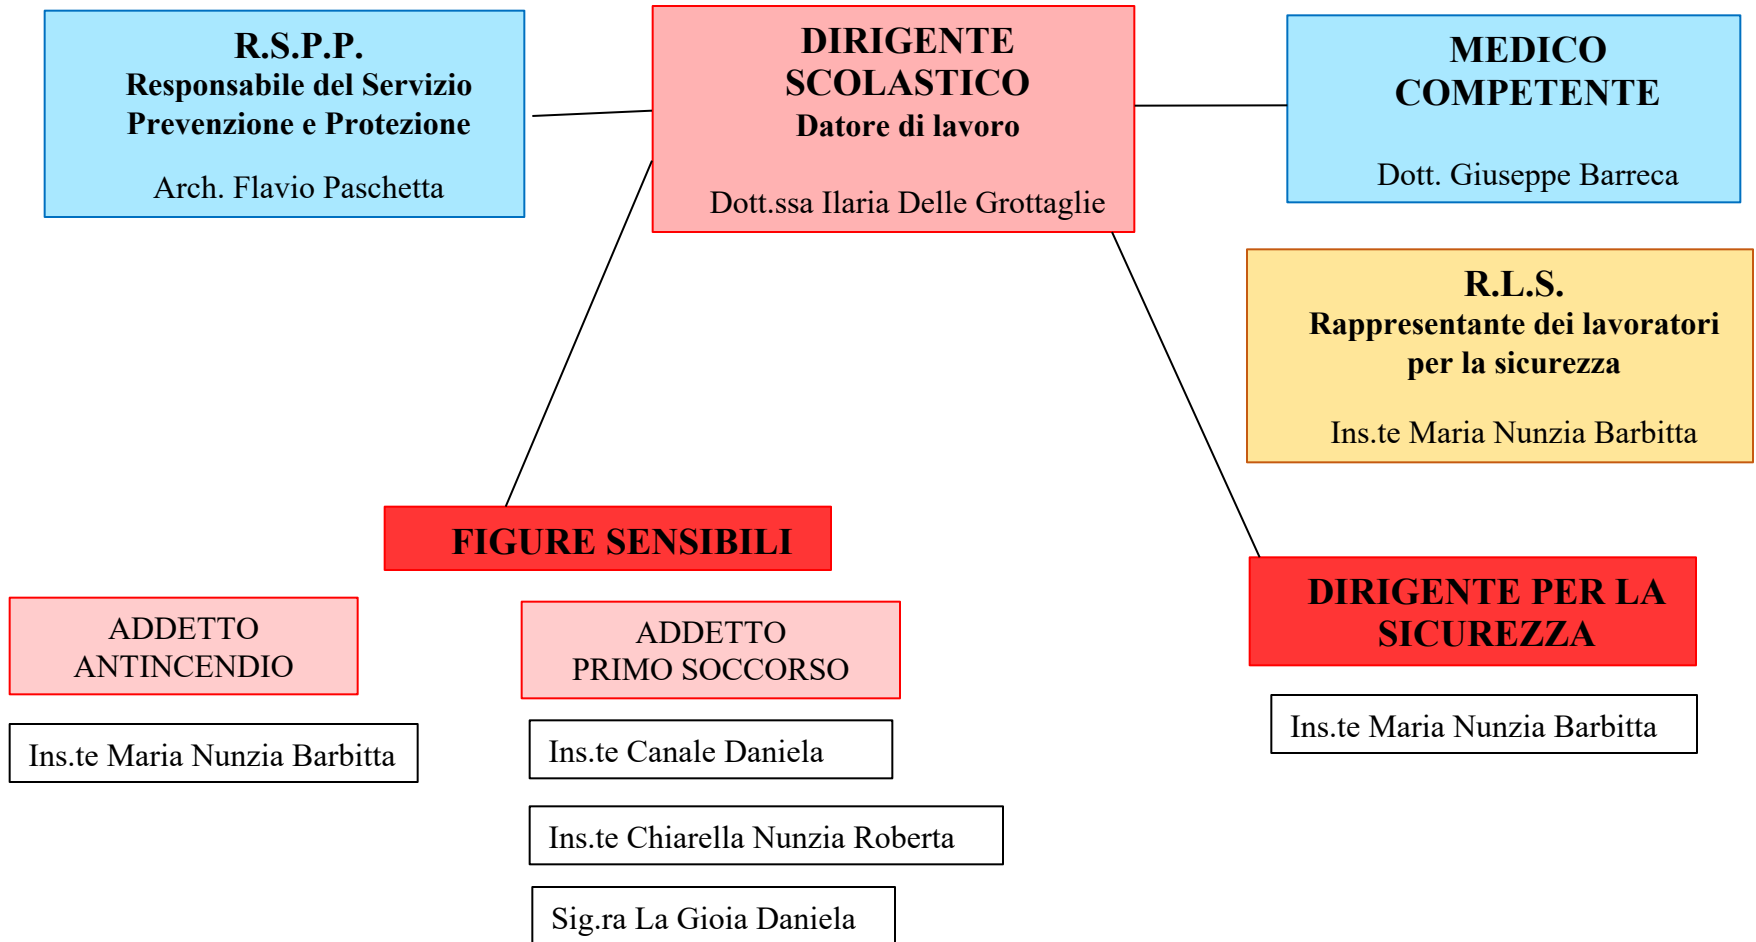 R.S.P.P.
Responsabile del Servizio
Prevenzione e Protezione
Arch. Flavio Paschetta
DIRIGENTE
SCOLASTICO
Datore di lavoro
Dott.ssa Ilaria Delle Grottaglie
MEDICO
COMPETENTE
Dott. Giuseppe Barreca
R.L.S.
Rappresentante dei lavoratori
per la sicurezza
Ins.te Maria Nunzia Barbitta
FIGURE SENSIBILI
ADDETTO
ANTINCENDIO
Ins.te Maria Nunzia Barbitta
ADDETTO
PRIMO SOCCORSO
Ins.te Canale Daniela
Ins.te Chiarella Nunzia Roberta
Sig.ra La Gioia Daniela
DIRIGENTE PER LA
SICUREZZA
Ins.te Maria Nunzia Barbitta